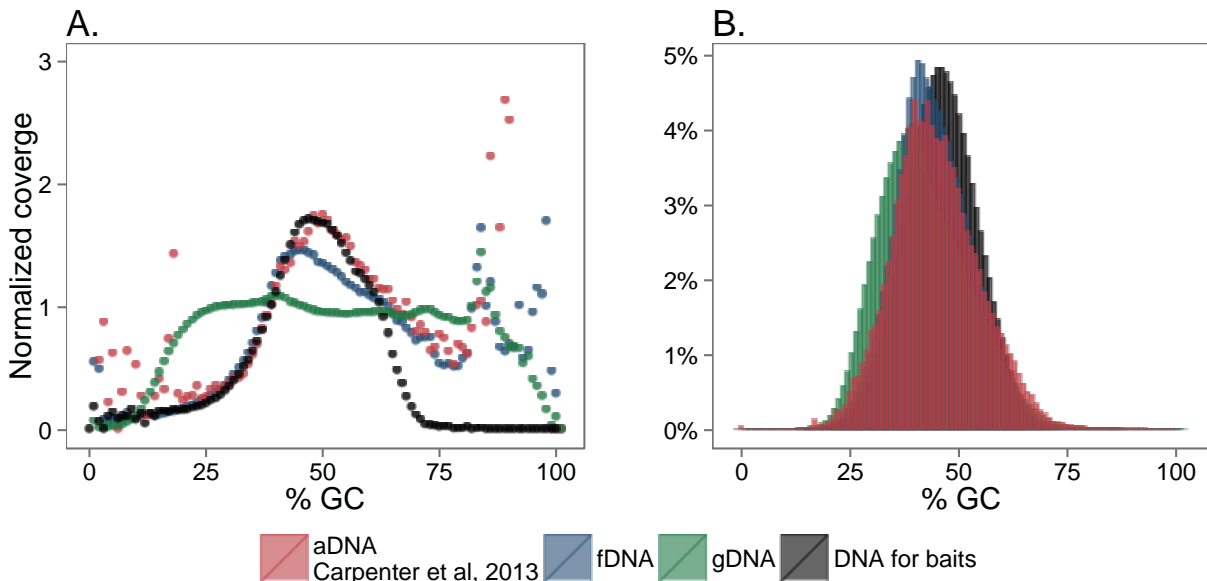 A.
B.
Normalized coverge
3
2
1
0
0 25 50 75 100
% GC
5%
4%
3%
2%
1%
0%
0 25 50 75 100
% GC
aDNA
Carpenter et al, 2013
fDNA
gDNA
DNA for baits